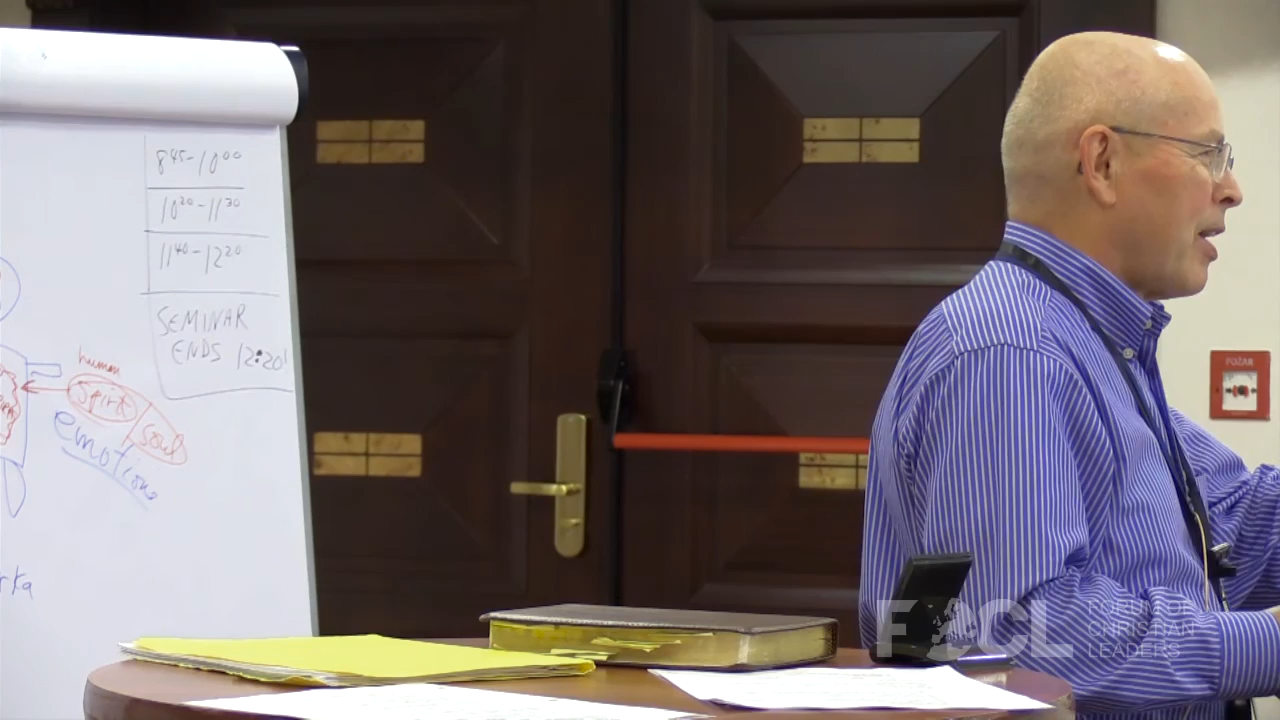 8⁴⁵-10⁰⁰
10²⁰-11³⁰
11⁴⁰-12²⁰
SEMINAR
ENDS 12:20!
human
spirit
soul
emotions
rka
POŽAR
FOCL
FORUM OF
CHRISTIAN
LEADERS